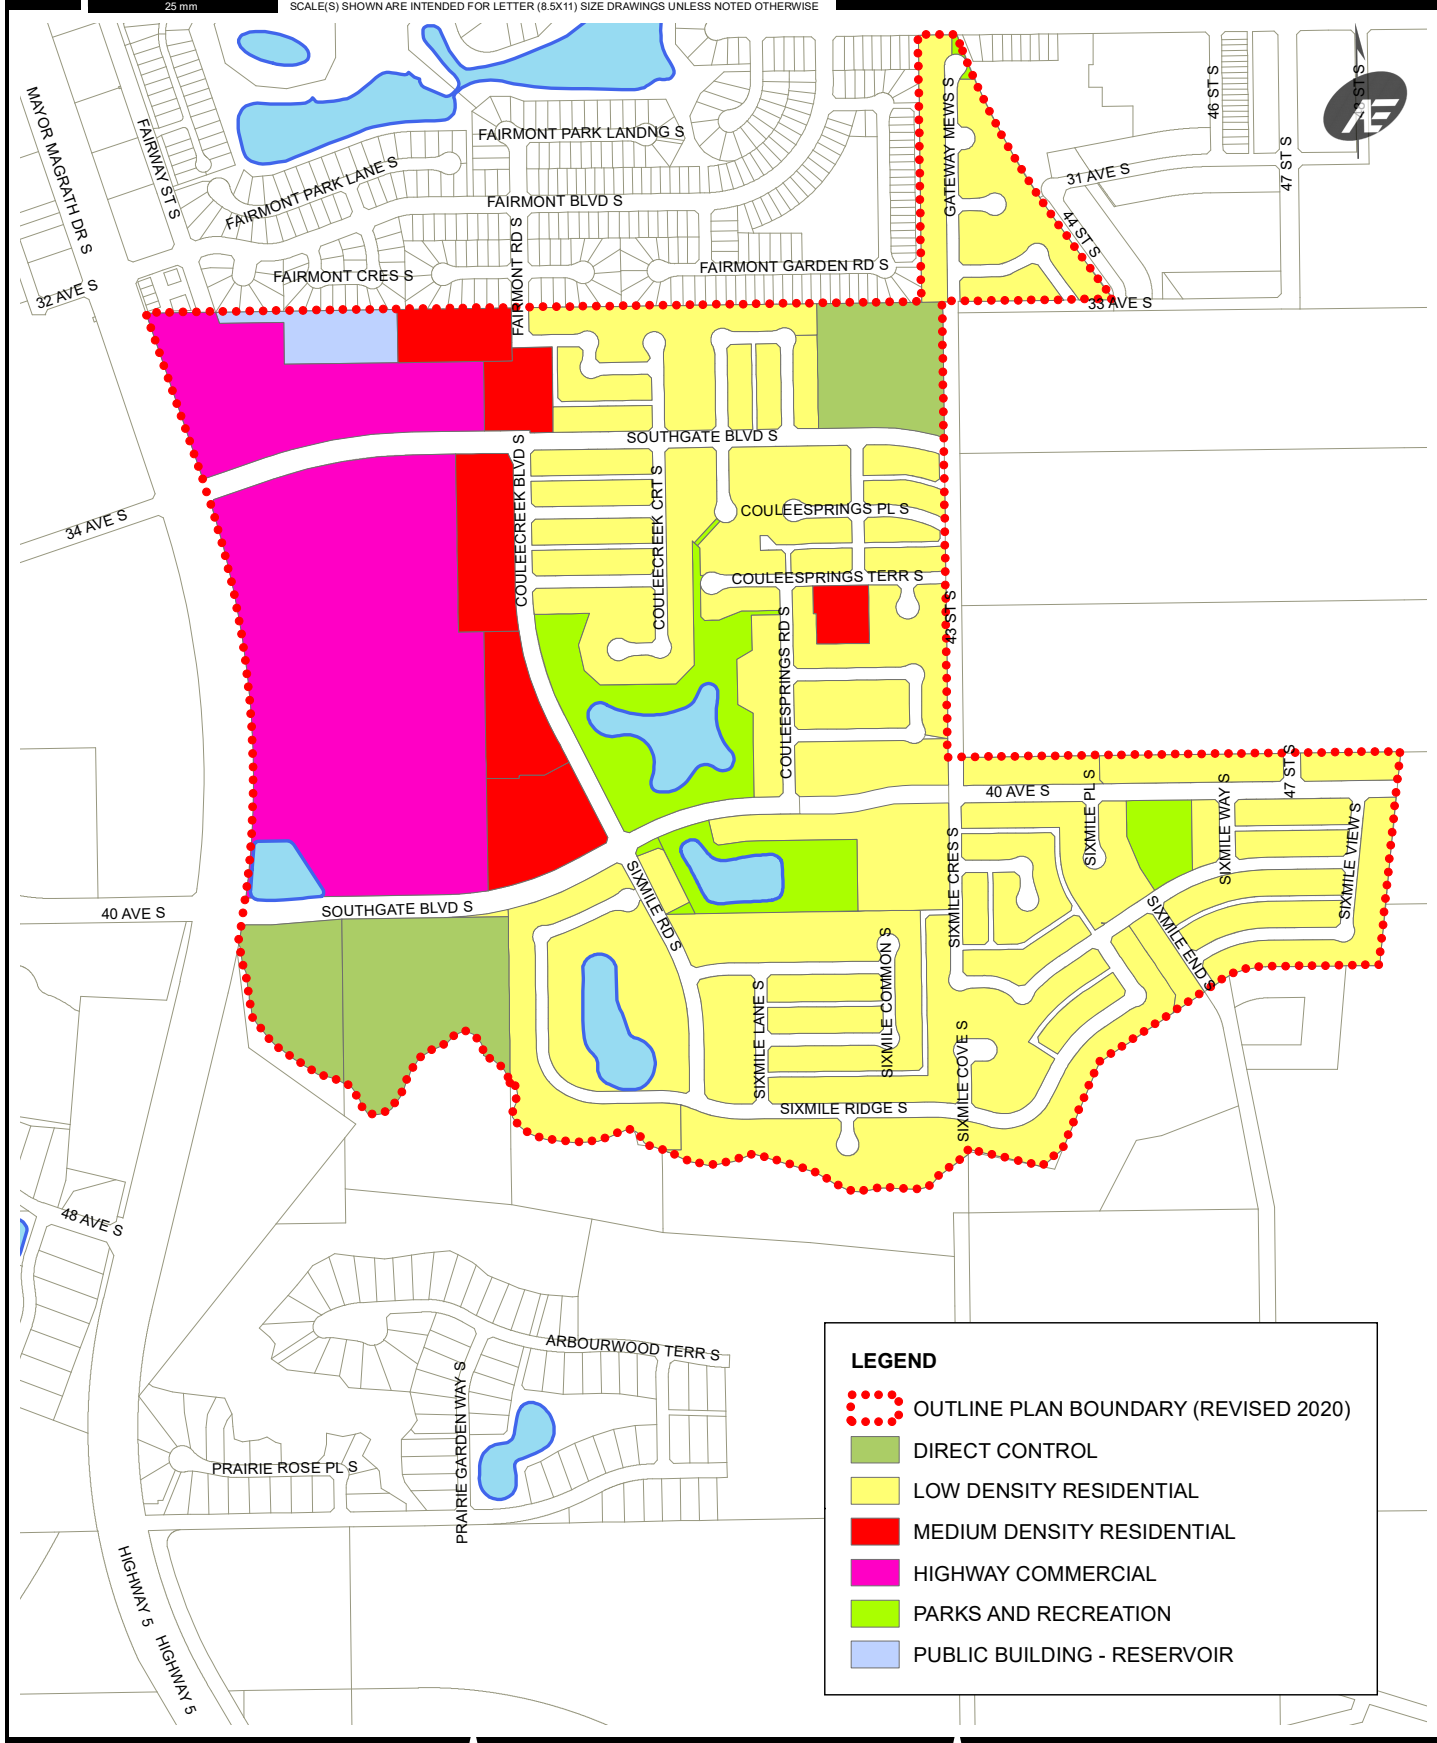 25 mm
SCALE(S) SHOWN ARE INTENDED FOR LETTER (8.5X11) SIZE DRAWINGS UNLESS NOTED OTHERWISE
MAYOR MAGRATH DR S
FAIRWAY ST S
FAIRMONT PARK LANDNG S
FAIRMONT PARK LANE S
FAIRMONT BLVD S
FAIRMONT RD S
FAIRMONT CRES S
FAIRMONT GARDEN RD S
GATEWAY MEWS S
46 ST S
47 ST S
AE
31 AVE S
44 ST S
32 AVE S
33 AVE S
34 AVE S
SOUTHGATE BLVD S
COULEECREEK BLVD S
COULEECREEK CRT S
COULEESPRINGS PL S
COULEESPRINGS TERR S
COULEESPRINGS RD S
43 ST S
40 AVE S
47 ST S
SIXMILE PL S
SIXMILE WAY S
SIXMILE VIEW S
SIXMILE CRES S
SIXMILE END S
40 AVE S
SOUTHGATE BLVD S
SIXMILE RD S
SIXMILE LANE S
SIXMILE COMMON S
SIXMILE COVE S
SIXMILE RIDGE S
48 AVE S
ARBOURWOOD TERR S
PRAIRIE GARDEN WAY S
PRAIRIE ROSE PL S
HIGHWAY 5
HIGHWAY 5
LEGEND
OUTLINE PLAN BOUNDARY (REVISED 2020)
DIRECT CONTROL
LOW DENSITY RESIDENTIAL
MEDIUM DENSITY RESIDENTIAL
HIGHWAY COMMERCIAL
PARKS AND RECREATION
PUBLIC BUILDING - RESERVOIR